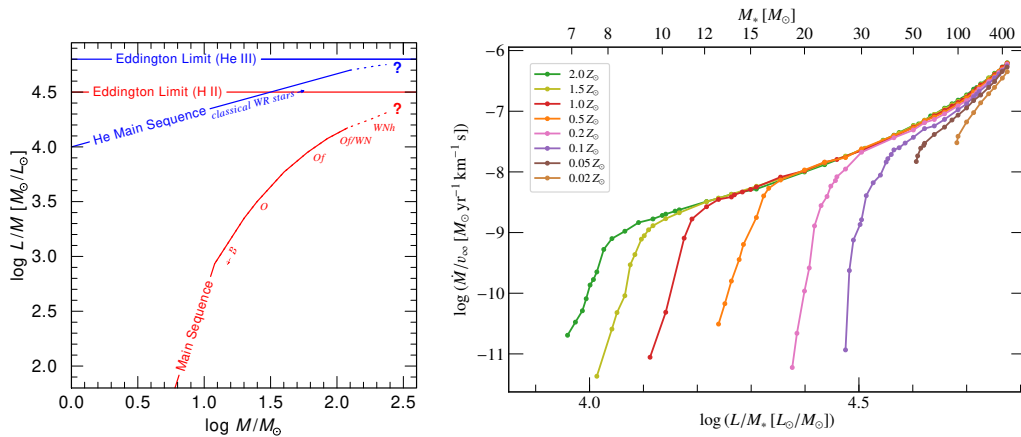 Eddington Limit (He III)
?
4.5
Eddington Limit (H II)
classical WR stars
?
He Main Sequence
WNh
Of/WN
4.0
Of
3.5
O
3.0
B
2.5
Main Sequence
2.0
0.0 0.5 1.0 1.5 2.0 2.5
log M/M☉
log L/M [M☉/L☉]
M* [M☉]
7 8 10 12 15 20 30 50 100 400
−6
2.0 Z☉
1.5 Z☉
1.0 Z☉
0.5 Z☉
0.2 Z☉
0.1 Z☉
0.05 Z☉
0.02 Z☉
−7
−8
−9
−10
−11
4.0 4.5
log (L/M* [L☉/M☉])
log (Ṁ/v∞ [M☉ yr⁻¹ km⁻¹ s])